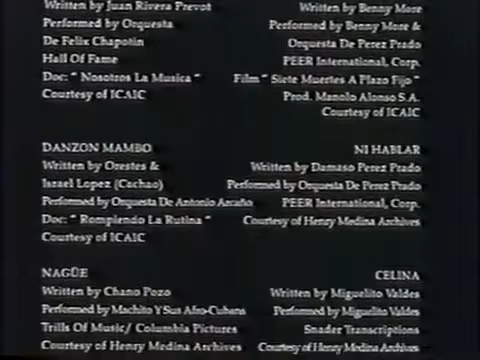 Written by Juan Rivera Prevot
Performed by Orquesta
De Felix Chapotin
Hall Of Fame
Doc: " Nosotros La Musica "
Courtesy of ICAIC
Written by Benny More
Performed by Benny More &
Orquesta De Perez Prado
PEER International, Corp.
Film " Siete Muertes A Plazo Fijo "
Prod. Manolo Alonso S.A.
Courtesy of ICAIC
DANZON MAMBO
Written by Orestes &
Israel Lopez (Cachao)
Performed by Orquesta De Antonio Arcaño
Doc: " Rompiendo La Rutina "
Courtesy of ICAIC
NI HABLAR
Written by Damaso Perez Prado
Performed by Orquesta De Perez Prado
PEER International, Corp.
Courtesy of Henry Medina Archives
NAGÜE
Written by Chano Pozo
Performed by Machito Y Sus Afro-Cubans
Trills Of Music/ Columbia Pictures
Courtesy of Henry Medina Archives
CELINA
Written by Miguelito Valdes
Performed by Miguelito Valdes
Snader Transcriptions
Courtesy of Henry Medina Archives